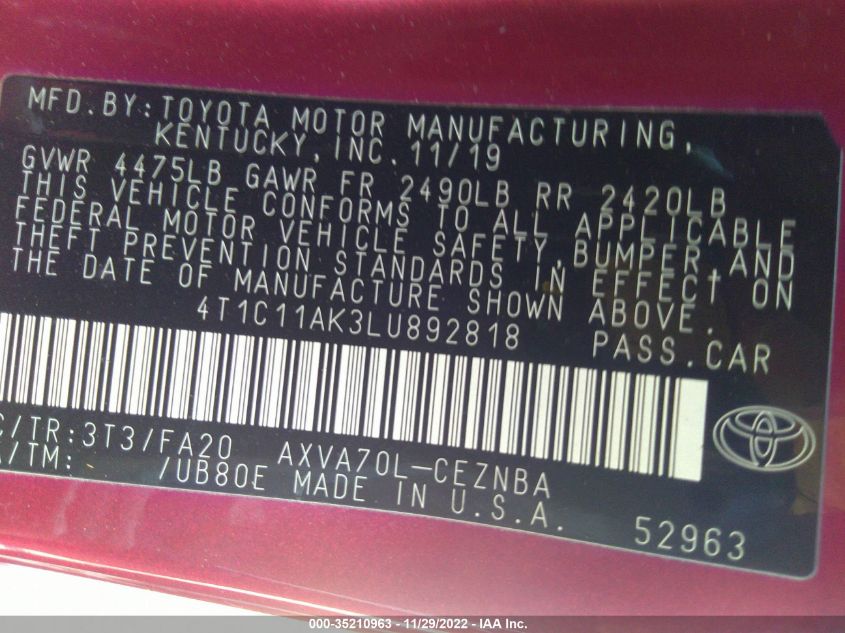 MFD.BY:TOYOTA MOTOR MANUFACTURING,
KENTUCKY,INC.11/19
GVWR 4475LB GAWR FR 2490LB RR 2420LB
THIS VEHICLE CONFORMS TO ALL APPLICABLE
FEDERAL MOTOR VEHICLE SAFETY,BUMPER,AND
THEFT PREVENTION STANDARDS IN EFFECT ON
THE DATE OF MANUFACTURE SHOWN ABOVE.
4T1C11AK3LU892818 PASS.CAR
C/TR:3T3/FA20 AXVA70L-CEZNBA
A/TM: /UB80E MADE IN U.S.A.
52963
000-35210963 - 11/29/2022 - IAA Inc.